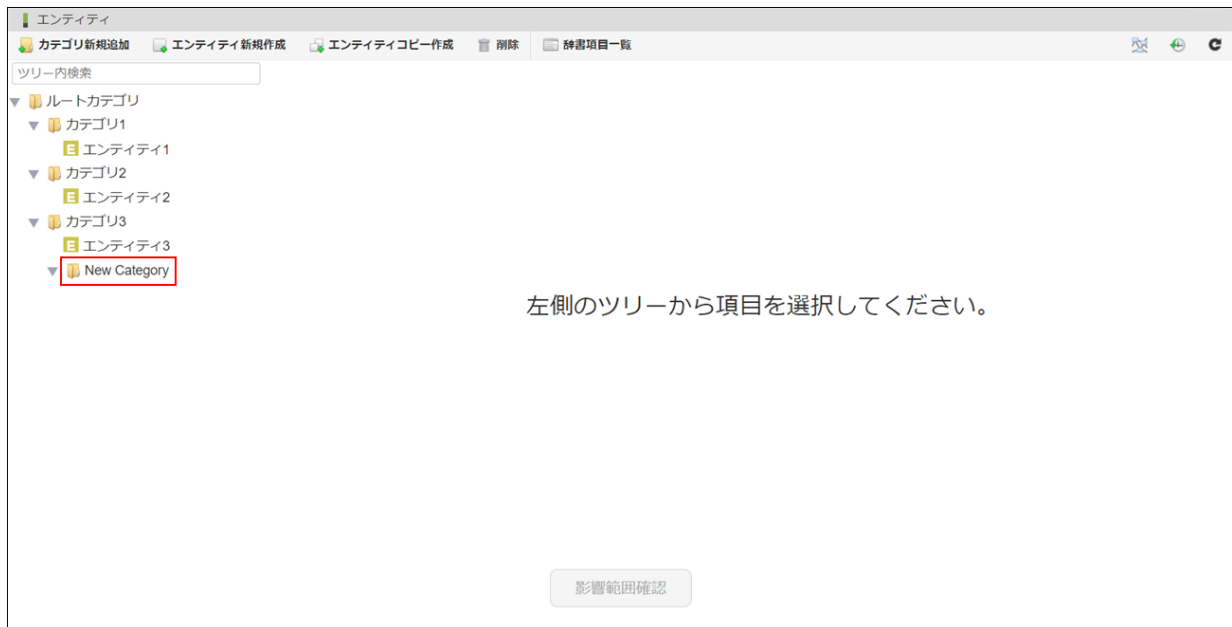 エンティティ
カテゴリ新規追加 エンティティ新規作成 エンティティコピー作成 削除 辞書項目一覧
ツリー内検索
ルートカテゴリ
カテゴリ1
E エンティティ1
カテゴリ2
E エンティティ2
カテゴリ3
E エンティティ3
New Category
左側のツリーから項目を選択してください。
影響範囲確認